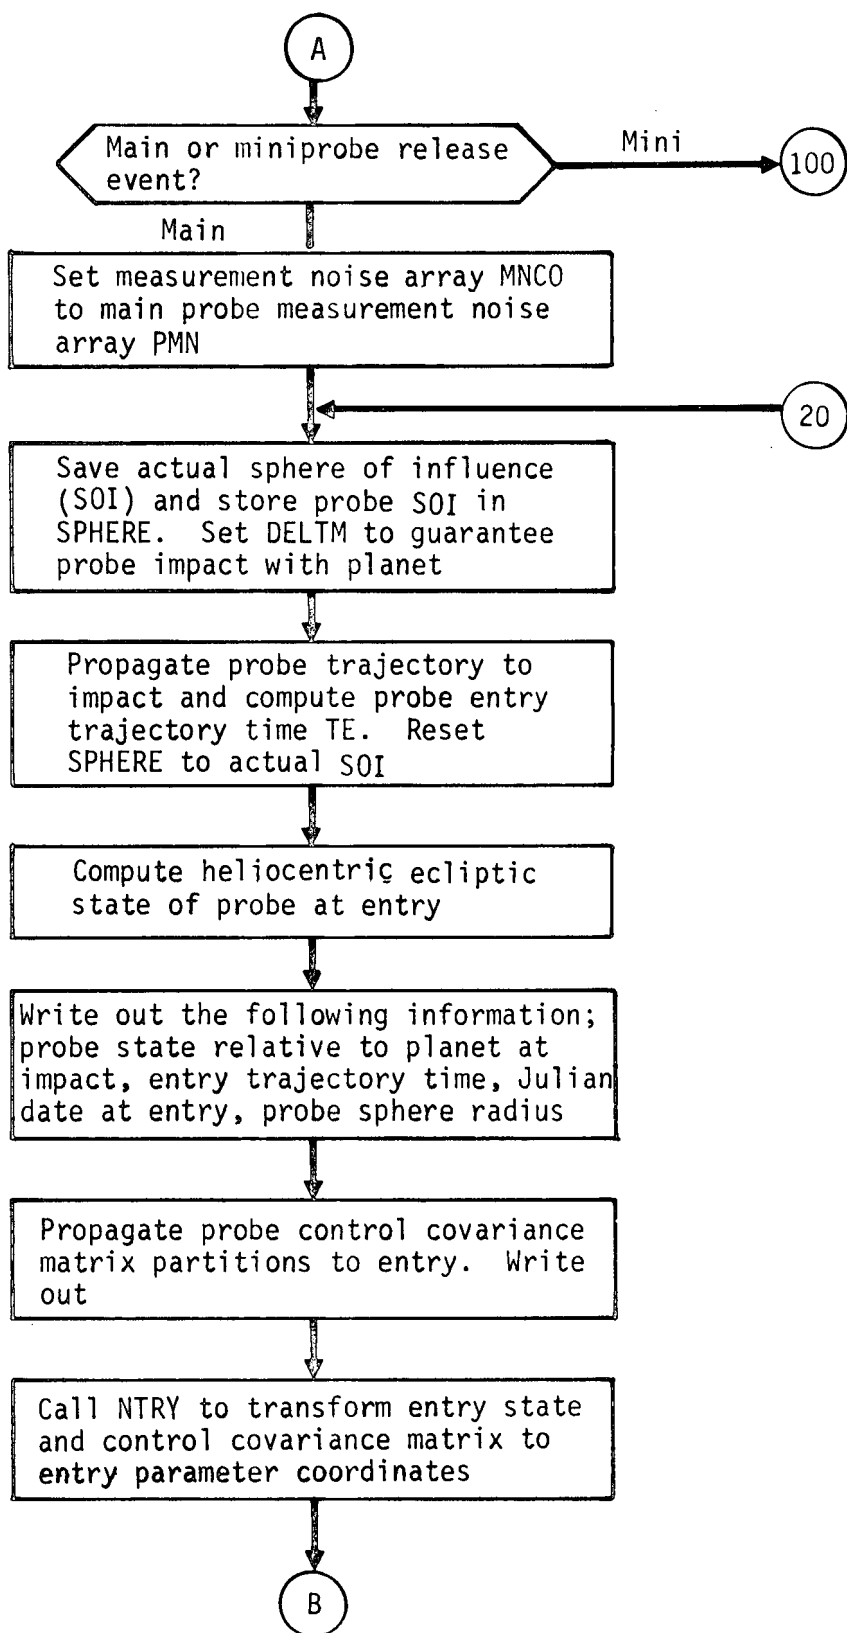 A
Main or miniprobe release
event?
Mini
100
Main
Set measurement noise array MNCO
to main probe measurement noise
array PMN
20
Save actual sphere of influence
(SOI) and store probe SOI in
SPHERE. Set DELTM to guarantee
probe impact with planet
Propagate probe trajectory to
impact and compute probe entry
trajectory time TE. Reset
SPHERE to actual SOI
Compute heliocentric ecliptic
state of probe at entry
Write out the following information;
probe state relative to planet at
impact, entry trajectory time, Julian
date at entry, probe sphere radius
Propagate probe control covariance
matrix partitions to entry. Write
out
Call NTRY to transform entry state
and control covariance matrix to
entry parameter coordinates
B